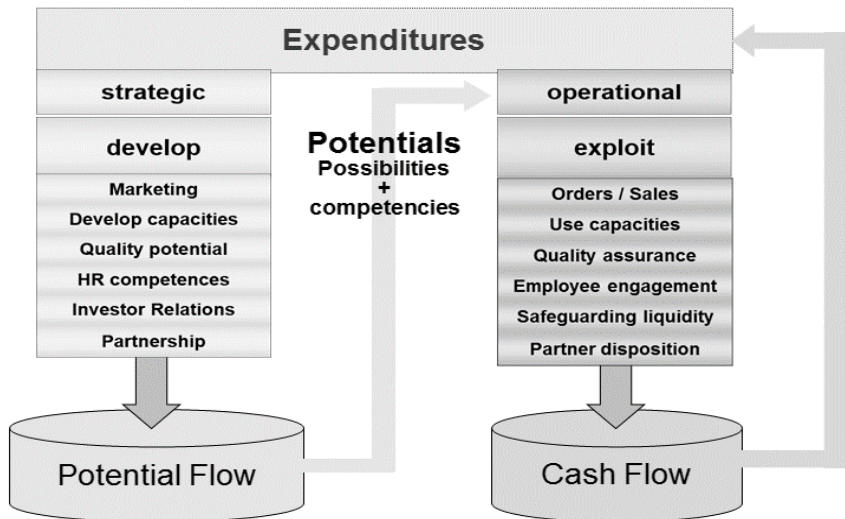 Expenditures
strategic
develop
Marketing
Develop capacities
Quality potential
HR competences
Investor Relations
Partnership
Potential Flow
Potentials
Possibilities
+
competencies
operational
exploit
Orders / Sales
Use capacities
Quality assurance
Employee engagement
Safeguarding liquidity
Partner disposition
Cash Flow